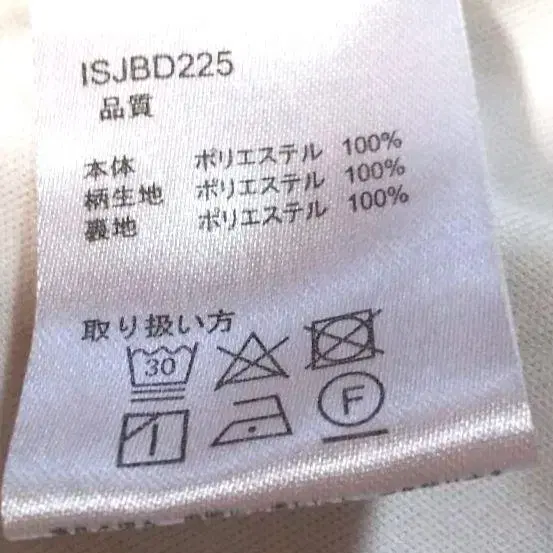 ISJBD225
品質
本体 ポリエステル 100%
柄生地 ポリエステル 100%
裏地 ポリエステル 100%
取り扱い方
30
F